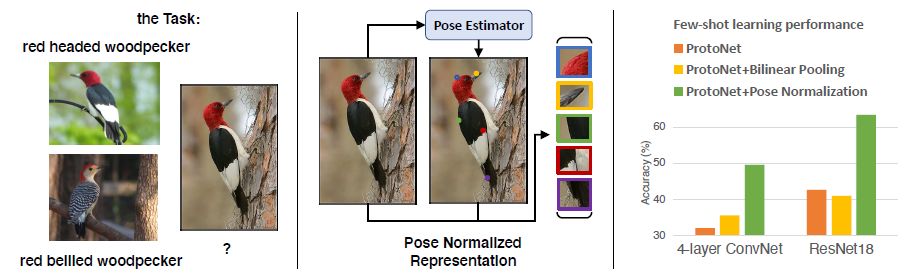 the Task:
red headed woodpecker
?
red bellied woodpecker
Pose Estimator
Pose Normalized
Representation
Few-shot learning performance
ProtoNet
ProtoNet+Bilinear Pooling
ProtoNet+Pose Normalization
Accuracy (%)
60
50
40
30
4-layer ConvNet
ResNet18